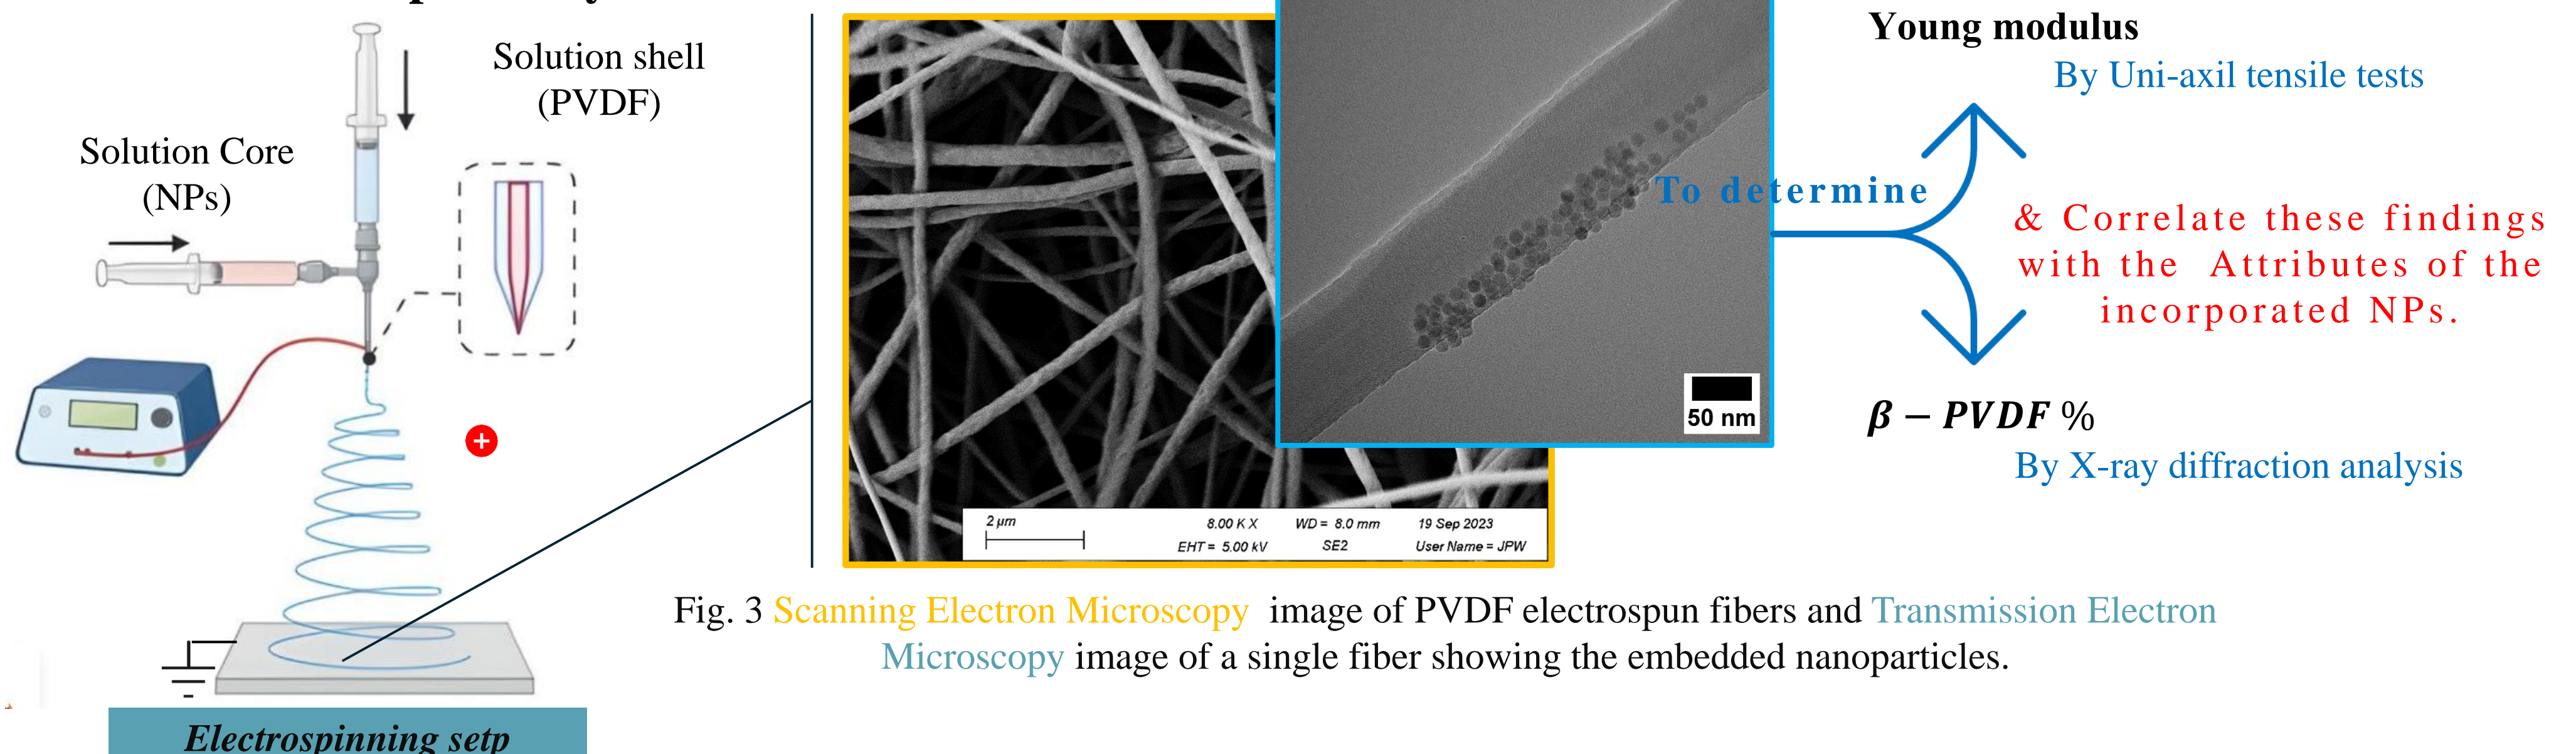 Solution shell
(PVDF)
Solution Core
(NPs)
+
Electrospinning setp
2 µm
8.00 K X
WD = 8.0 mm
19 Sep 2023
EHT = 5.00 kV
SE2
User Name = JPW
50 nm
To determine
Young modulus
By Uni-axil tensile tests
& Correlate these findings
with the Attributes of the
incorporated NPs.
β – PVDF %
By X-ray diffraction analysis
Fig. 3 Scanning Electron Microscopy image of PVDF electrospun fibers and Transmission Electron
Microscopy image of a single fiber showing the embedded nanoparticles.